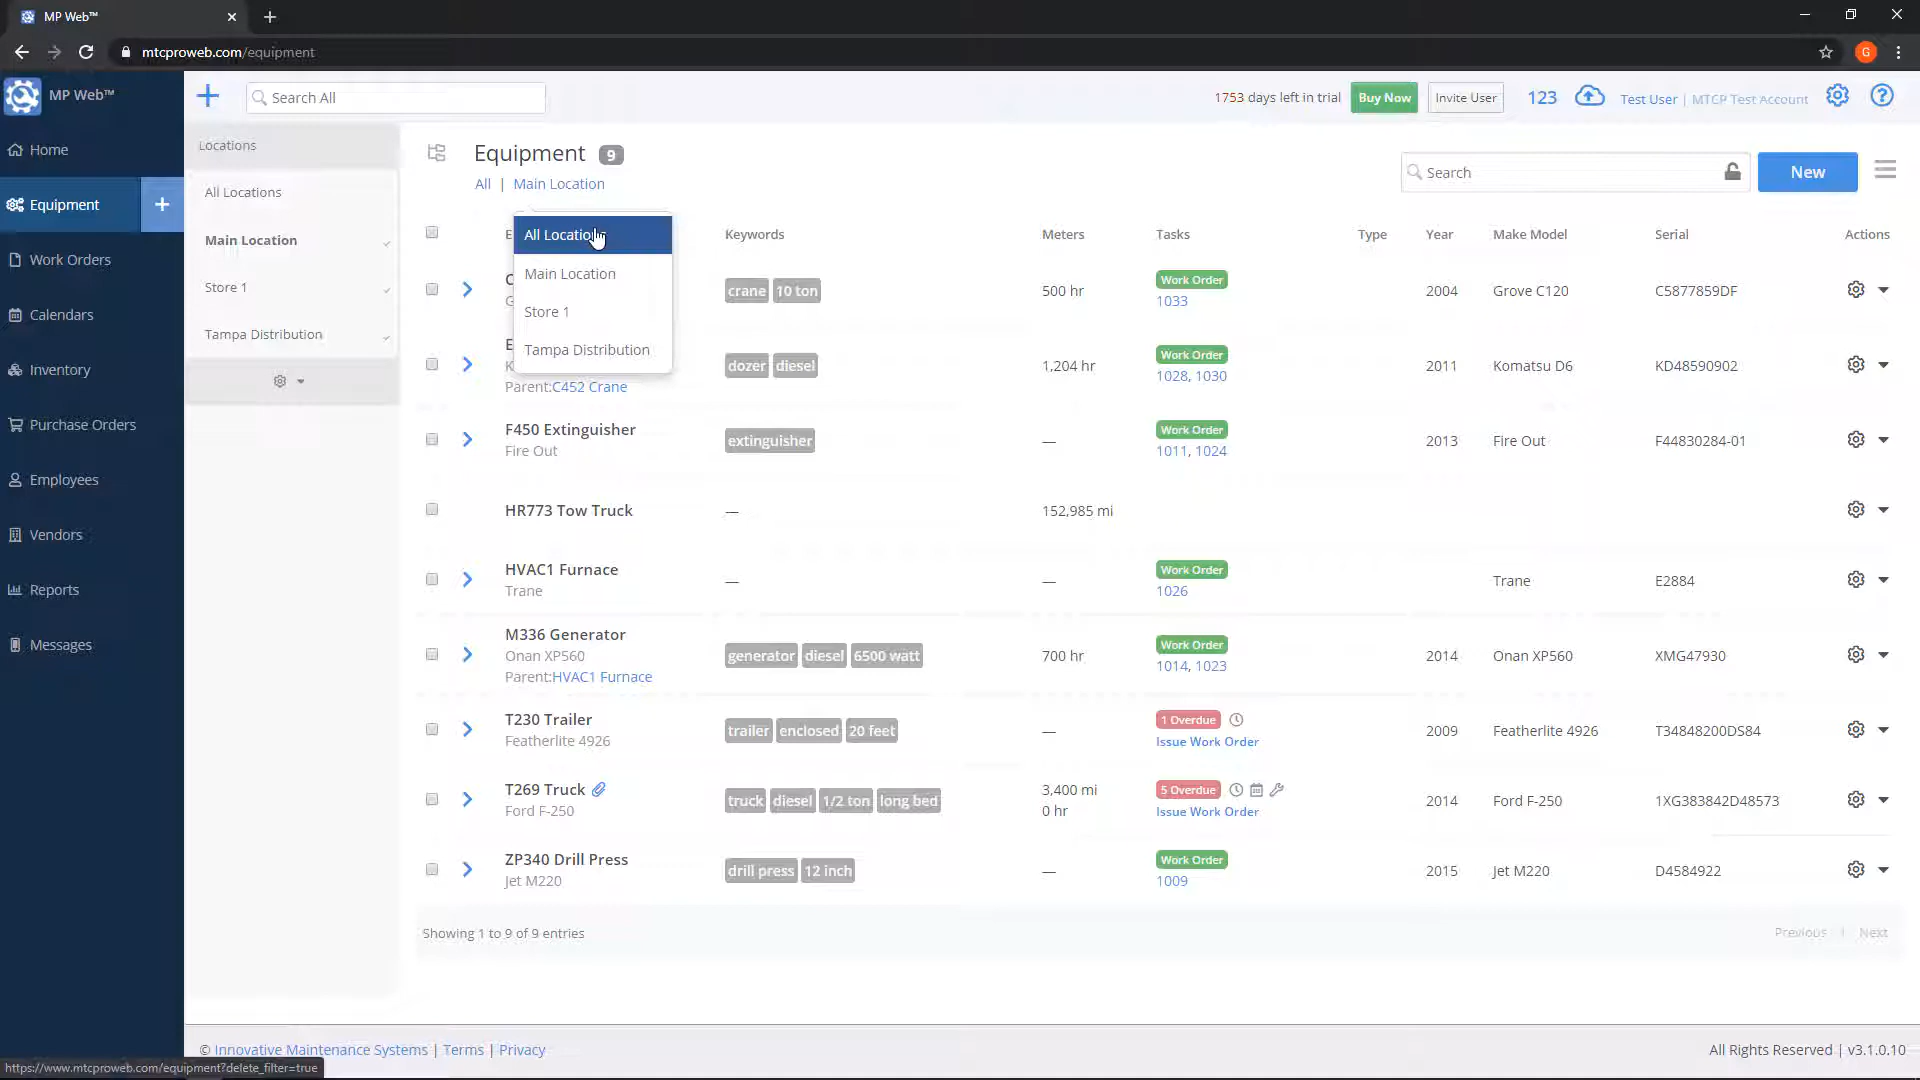 MP Web™
mtcproweb.com/equipment
G
MP Web™
Search All
1753 days left in trial
Buy Now
Invite User
123
Test User | MTCP Test Account
Home
Equipment
Work Orders
Calendars
Inventory
Purchase Orders
Employees
Vendors
Reports
Messages
Locations
All Locations
Main Location
Store 1
Tampa Distribution
Equipment 9
All | Main Location
Search
New
All Locations
Main Location
Store 1
Tampa Distribution
E Keywords Meters Tasks Type Year Make Model Serial Actions
C
G
crane 10 ton 500 hr Work Order 2004 Grove C120 C5877859DF
1033
E
K
Parent:C452 Crane
dozer diesel 1,204 hr Work Order 2011 Komatsu D6 KD48590902
1028, 1030
F450 Extinguisher
Fire Out
extinguisher — Work Order 2013 Fire Out F44830284-01
1011, 1024
HR773 Tow Truck — 152,985 mi
HVAC1 Furnace
Trane
— — Work Order Trane E2884
1026
M336 Generator
Onan XP560
Parent:HVAC1 Furnace
generator diesel 6500 watt 700 hr Work Order 2014 Onan XP560 XMG47930
1014, 1023
T230 Trailer
Featherlite 4926
trailer enclosed 20 feet — 1 Overdue 2009 Featherlite 4926 T34848200DS84
Issue Work Order
T269 Truck
Ford F-250
truck diesel 1/2 ton long bed 3,400 mi 5 Overdue 2014 Ford F-250 1XG383842D48573
0 hr Issue Work Order
ZP340 Drill Press
Jet M220
drill press 12 inch — Work Order 2015 Jet M220 D4584922
1009
Showing 1 to 9 of 9 entries
Previous | Next
© Innovative Maintenance Systems | Terms | Privacy
All Rights Reserved | v3.1.0.10
https://www.mtcproweb.com/equipment?delete_filter=true